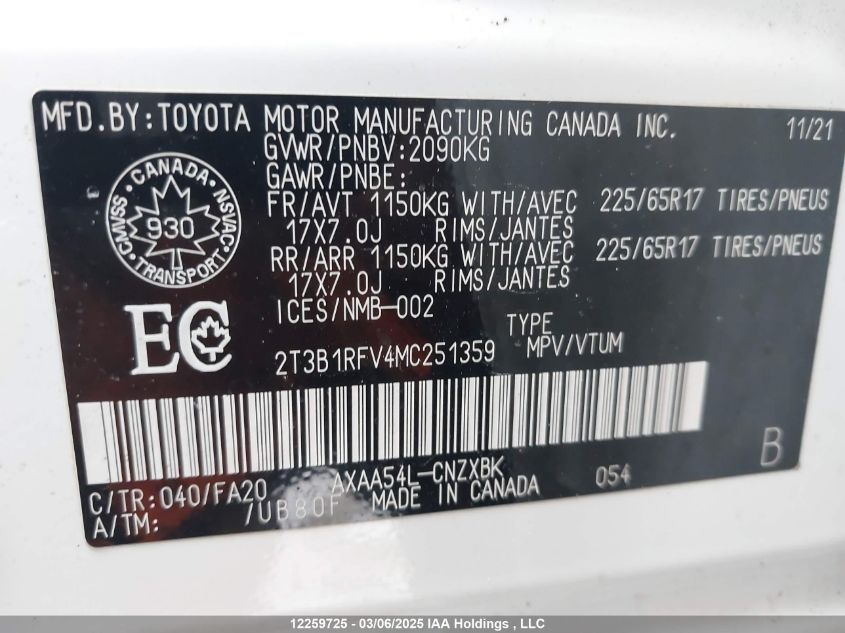 MFD.BY:TOYOTA MOTOR MANUFACTURING CANADA INC. 11/21
GVWR/PNBV:2090KG
GAWR/PNBE:
FR/AVT 1150KG WITH/AVEC 225/65R17 TIRES/PNEUS
17X7.0J RIMS/JANTES
RR/ARR 1150KG WITH/AVEC 225/65R17 TIRES/PNEUS
17X7.0J RIMS/JANTES
ICES/NMB-002
CANADA
CMVSS 930 NSVAC
TRANSPORT
EC
TYPE
2T3B1RFV4MC251359 MPV/VTUM
B
C/TR:040/FA20 AXAA54L-CNZXBK 054
A/TM: /UB80F MADE IN CANADA
12259725 - 03/06/2025 IAA Holdings , LLC